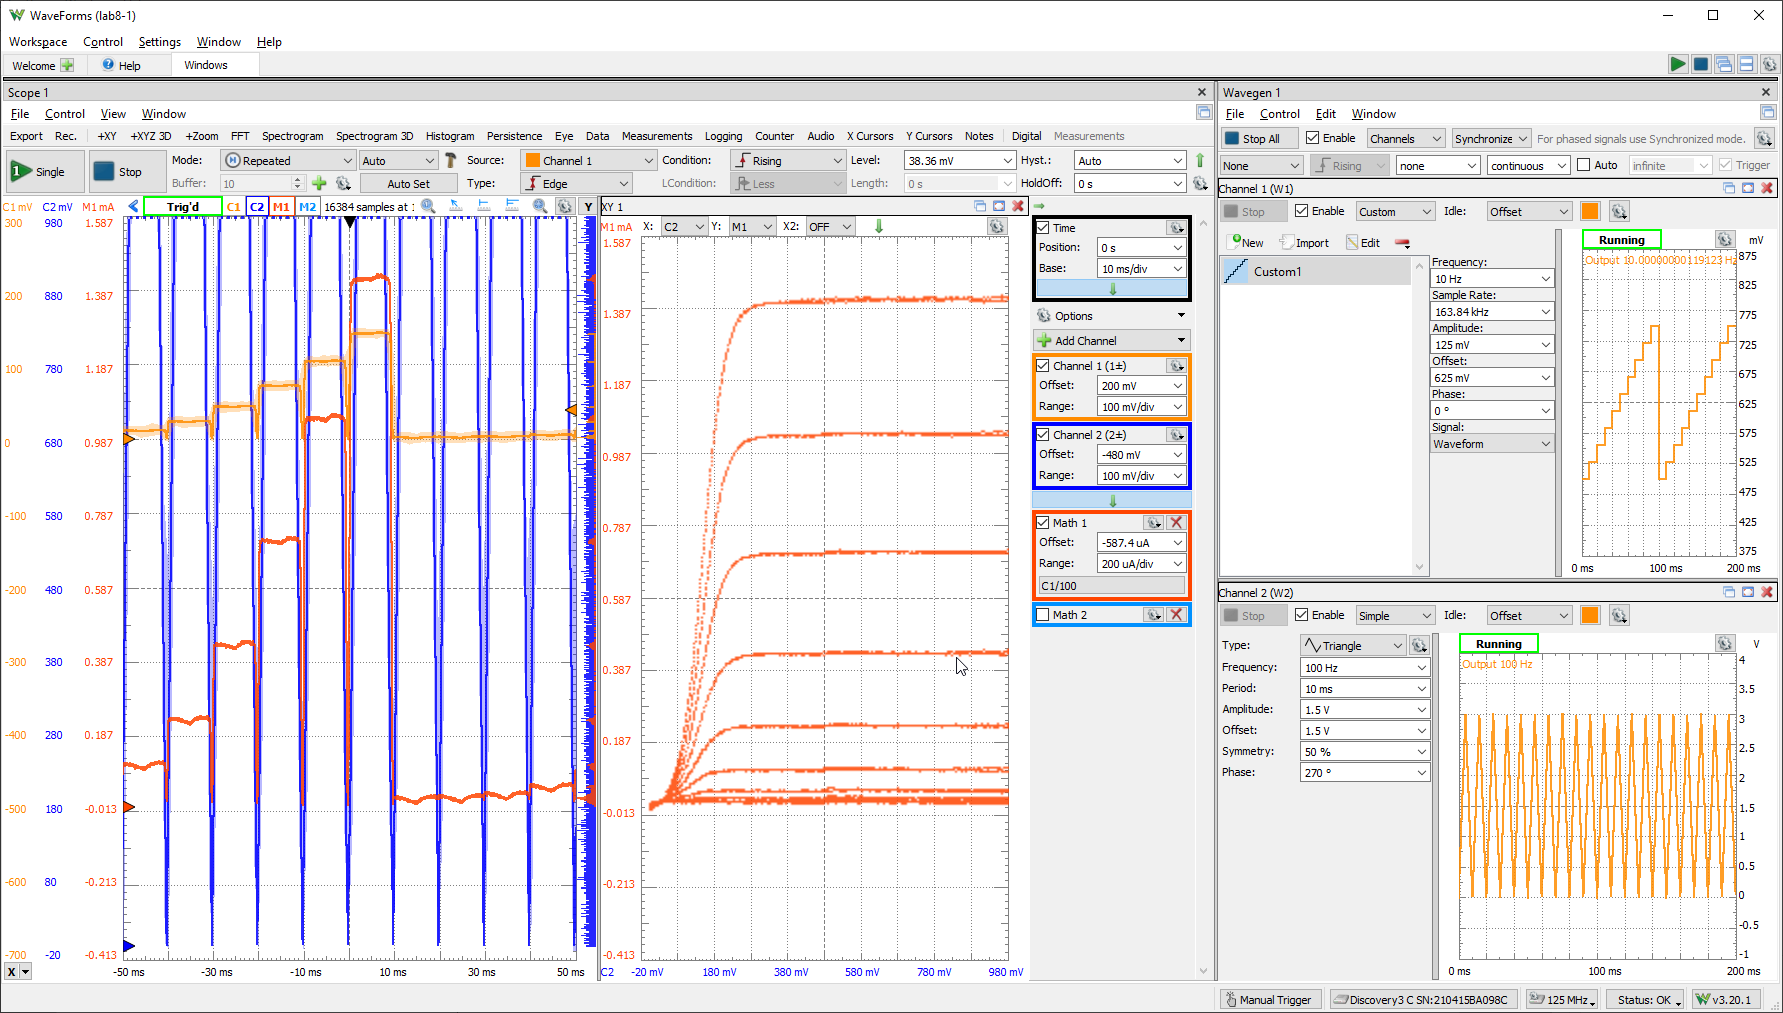 WaveForms (lab8-1)
Workspace Control Settings Window Help
Welcome Help Windows
Scope 1
File Control View Window
Export Rec. +XY +XYZ 3D +Zoom FFT Spectrogram Spectrogram 3D Histogram Persistence Eye Data Measurements Logging Counter Audio X Cursors Y Cursors Notes Digital Measurements
Single Stop Mode: Repeated Auto Source: Channel 1 Condition: Rising Level: 38.36 mV Hyst.: Auto
Buffer: 10 Auto Set Type: Edge LCondition: Less Length: 0 s HoldOff: 0 s
C1 mV C2 mV M1 mA Trig'd C1 C2 M1 M2 16384 samples at Y
300 980 1.587
200 880 1.387
100 780 1.187
0 680 0.987
-100 580 0.787
-200 480 0.587
-300 380 0.387
-400 280 0.187
-500 180 -0.013
-600 80 -0.213
-700 -20 -0.413
X -50 ms -30 ms -10 ms 10 ms 30 ms 50 ms
XY 1
M1 mA X: C2 Y: M1 X2: OFF
1.587
1.387
1.187
0.987
0.787
0.587
0.387
0.187
-0.013
-0.213
-0.413
C2 -20 mV 180 mV 380 mV 580 mV 780 mV 980 mV
Time
Position: 0 s
Base: 10 ms/div
Options
Add Channel
Channel 1 (1±)
Offset: 200 mV
Range: 100 mV/div
Channel 2 (2±)
Offset: -480 mV
Range: 100 mV/div
Math 1
Offset: -587.4 uA
Range: 200 uA/div
C1/100
Math 2
Wavegen 1
File Control Edit Window
Stop All Enable Channels Synchronize For phased signals use Synchronized mode.
None Rising none continuous Auto infinite Trigger
Channel 1 (W1)
Stop Enable Custom Idle: Offset
New Import Edit
Custom1
Frequency:
10 Hz
Sample Rate:
163.84 kHz
Amplitude:
125 mV
Offset:
625 mV
Phase:
0 °
Signal:
Waveform
Running mV
Output 10.00000000119123 Hz
875
825
775
725
675
625
575
525
475
425
375
0 ms 100 ms 200 ms
Channel 2 (W2)
Stop Enable Simple Idle: Offset
Type: Triangle
Frequency: 100 Hz
Period: 10 ms
Amplitude: 1.5 V
Offset: 1.5 V
Symmetry: 50 %
Phase: 270 °
Running V
Output 100 Hz
4
3.5
3
2.5
2
1.5
1
0.5
0
-0.5
-1
0 ms 100 ms 200 ms
Manual Trigger Discovery3 C SN:210415BA098C 125 MHz Status: OK v3.20.1